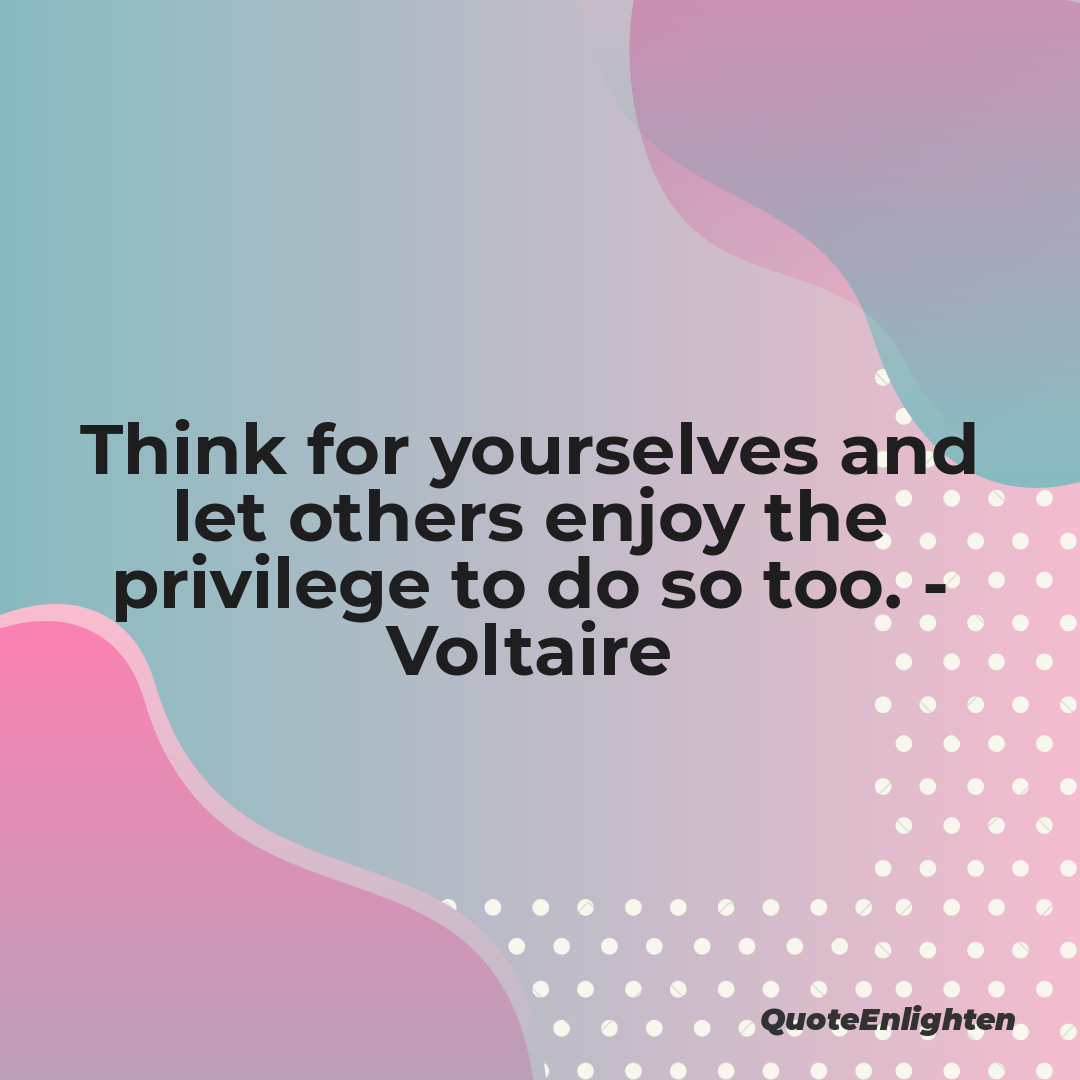 Think for yourselves and
let others enjoy the
privilege to do so too. -
Voltaire
QuoteEnlighten